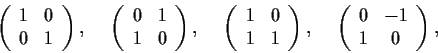 ( 1 0 ) , ( 0 1 ) , ( 1 0 ) , ( 0 -1 ) ,
( 0 1 ) ( 1 0 ) ( 1 1 ) ( 1 0 )